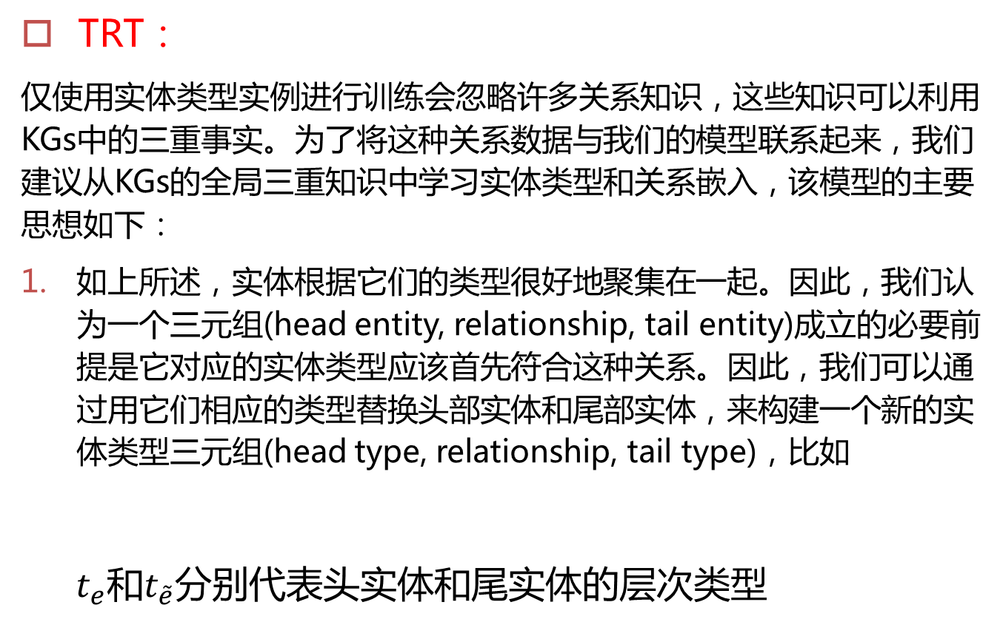 TRT：
仅使用实体类型实例进行训练会忽略许多关系知识，这些知识可以利用
KGs中的三重事实。为了将这种关系数据与我们的模型联系起来，我们
建议从KGs的全局三重知识中学习实体类型和关系嵌入，该模型的主要
思想如下：
1. 如上所述，实体根据它们的类型很好地聚集在一起。因此，我们认
为一个三元组(head entity, relationship, tail entity)成立的必要前
提是它对应的实体类型应该首先符合这种关系。因此，我们可以通
过用它们相应的类型替换头部实体和尾部实体，来构建一个新的实
体类型三元组(head type, relationship, tail type)，比如
𝑡𝑒和𝑡𝑒̃分别代表头实体和尾实体的层次类型